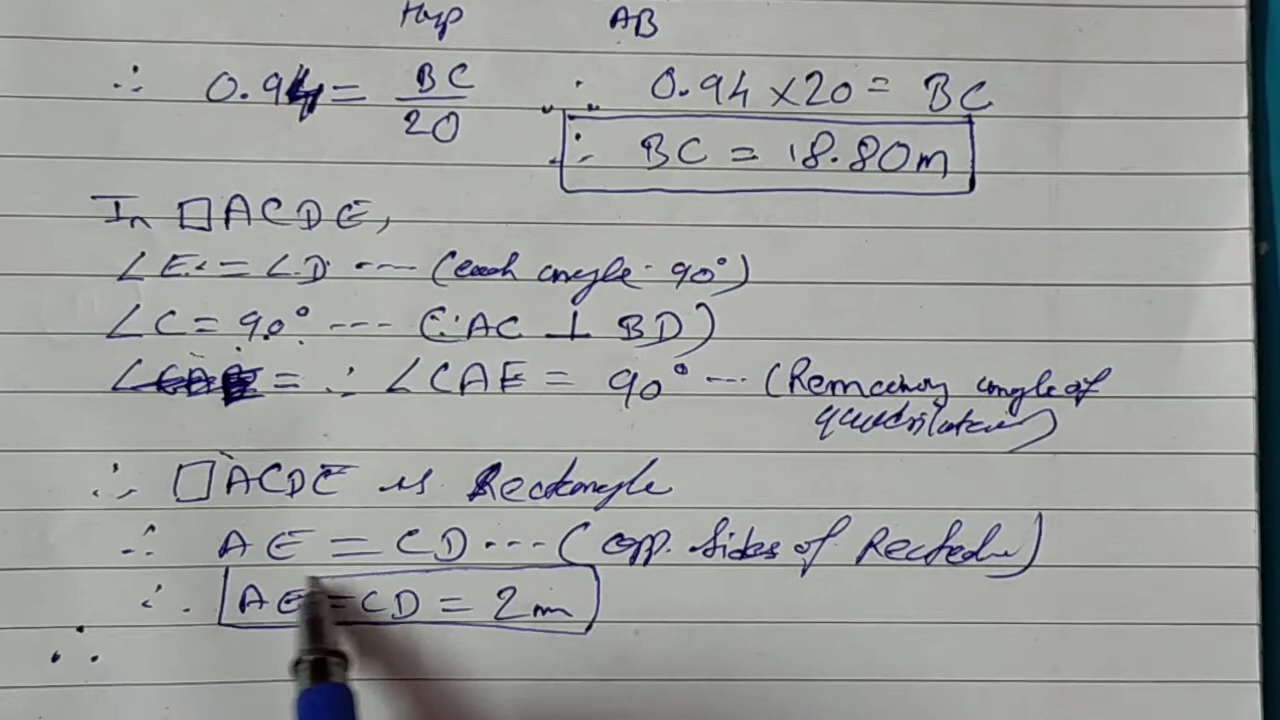 Hyp AB
∴ 0.94 = BC/20 ∴ 0.94 × 20 = BC
∴ BC = 18.80m
In □ACDE,
∠E = ∠D --- (each angle 90°)
∠C = 90° --- (∵ AC ⊥ BD)
= ∴ ∠CAE = 90° --- (Remaining angle of
quadrilateral)
∴ □ACDE is Rectangle
∴ AE = CD --- (opp. sides of Rectangle)
∴ AE = CD = 2m
∴